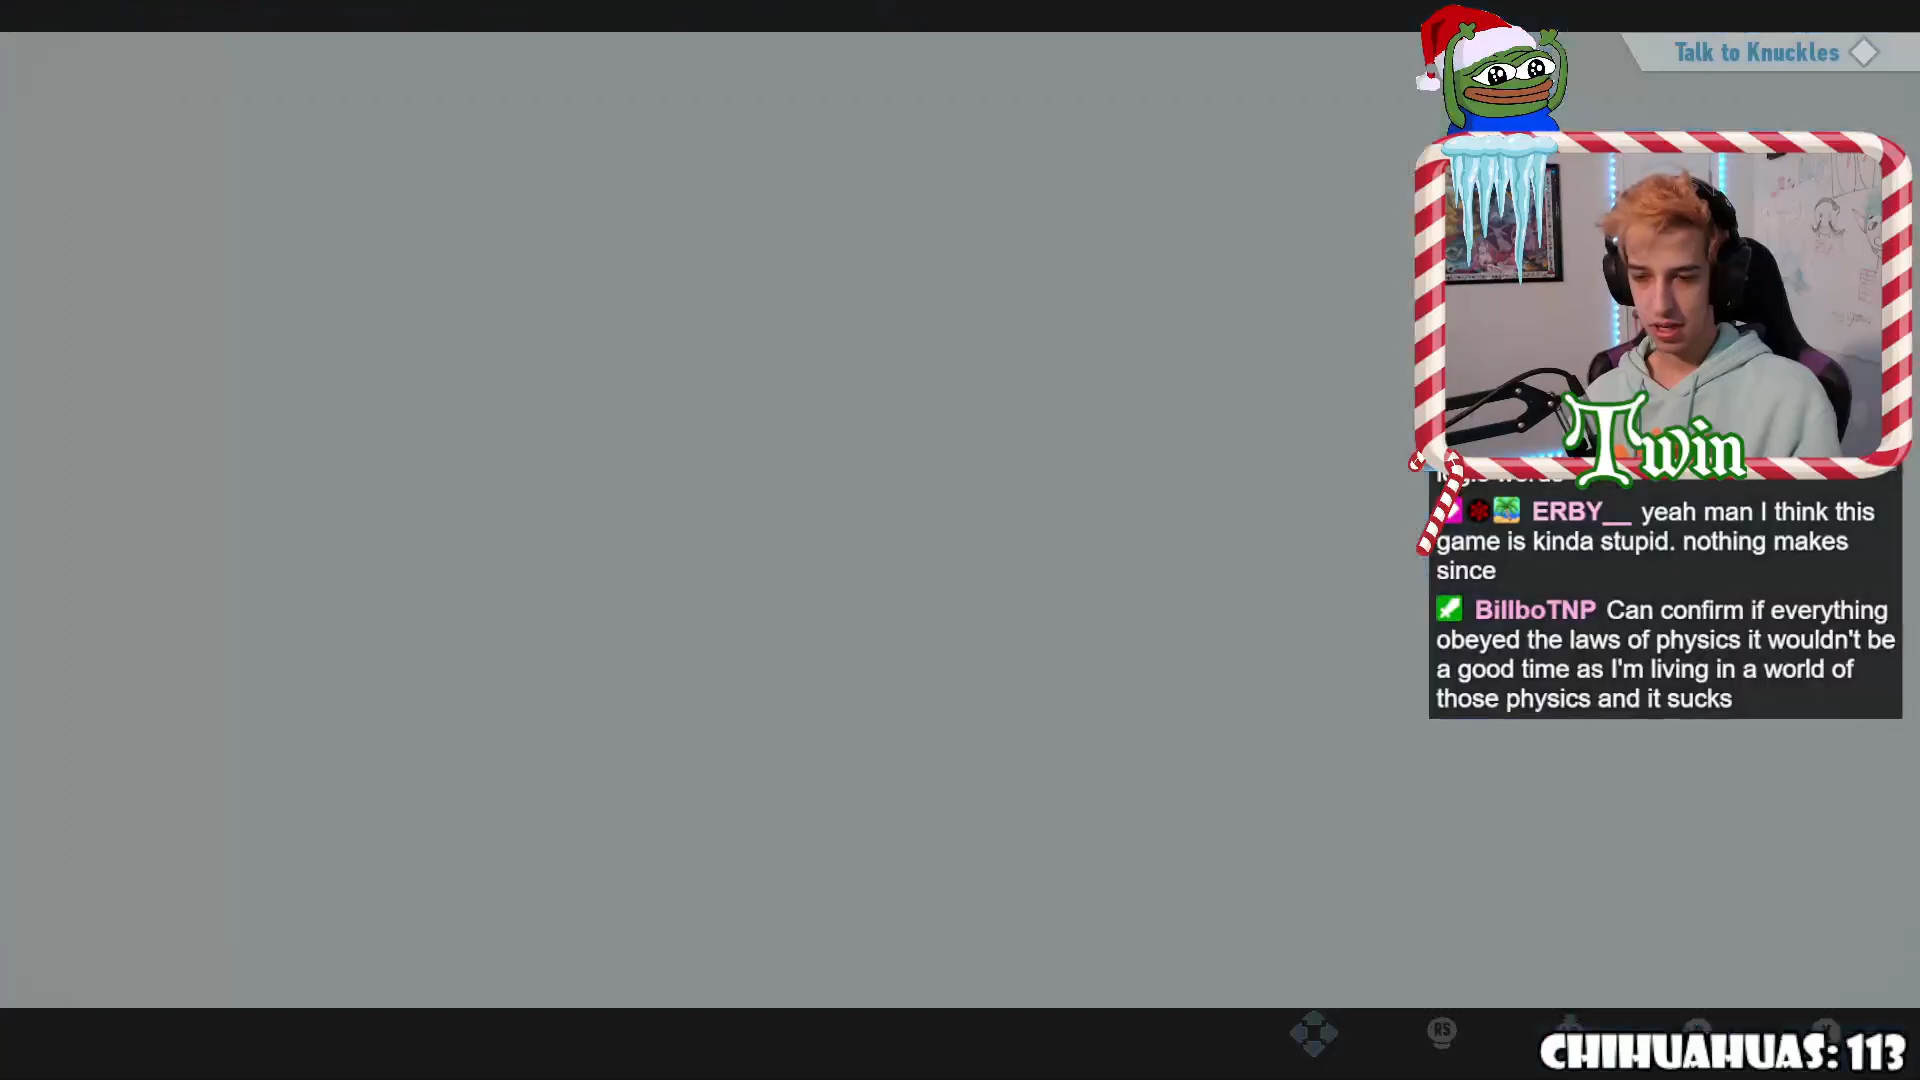 Talk to Knuckles
Twin
ERBY__ yeah man I think this
game is kinda stupid. nothing makes
since
BillboTNP Can confirm if everything
obeyed the laws of physics it wouldn't be
a good time as I'm living in a world of
those physics and it sucks
RS
CHIHUAHUAS: 113